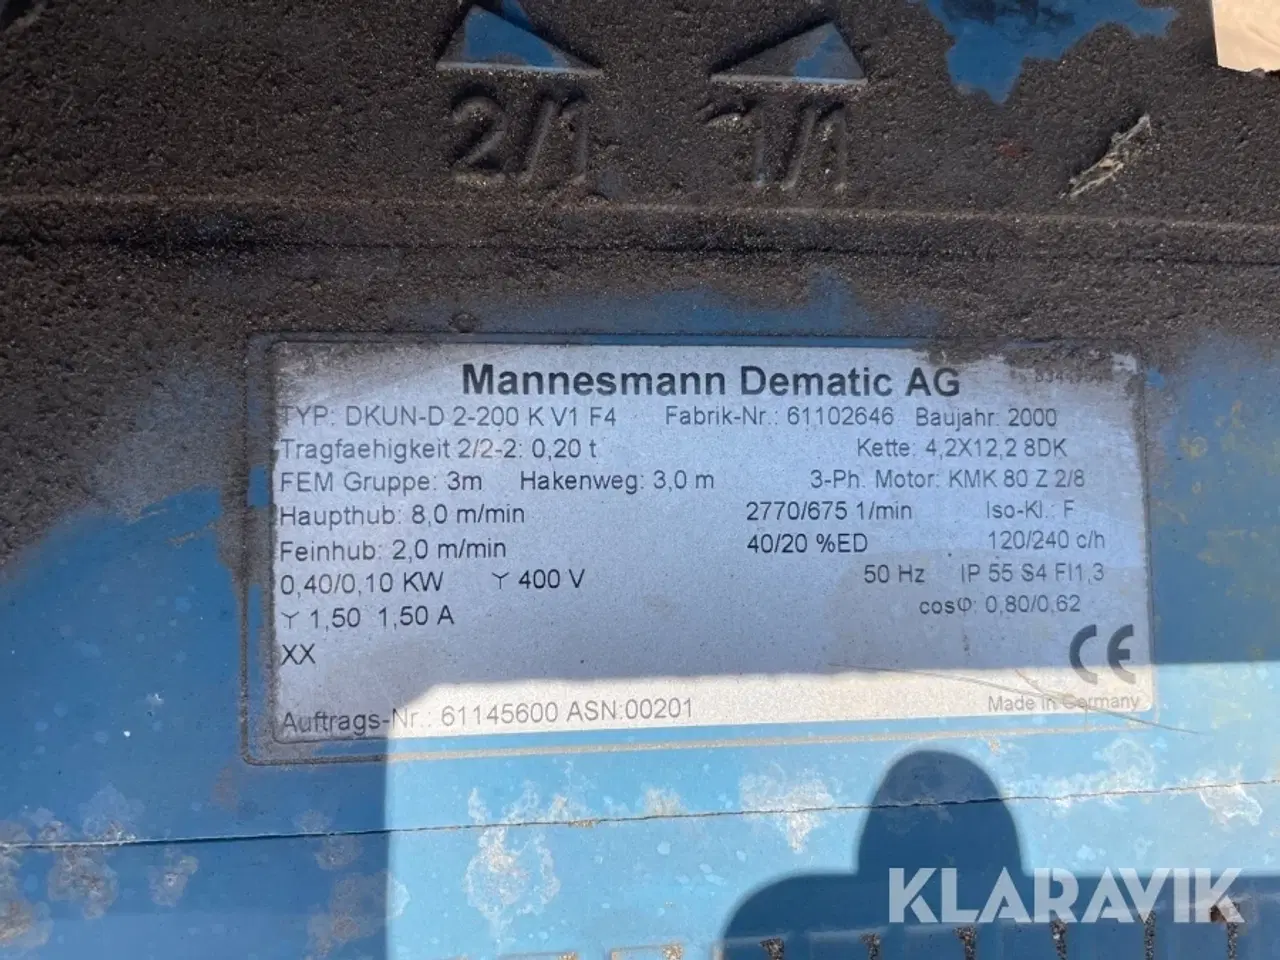 2/1 1/1
Mannesmann Dematic AG
TYP: DKUN-D 2-200 K V1 F4 Fabrik-Nr.: 61102646 Baujahr: 2000
Tragfaehigkeit 2/2-2: 0,20 t Kette: 4,2X12,2 8DK
FEM Gruppe: 3m Hakenweg: 3,0 m 3-Ph. Motor: KMK 80 Z 2/8
Haupthub: 8,0 m/min 2770/675 1/min Iso-Kl.: F
Feinhub: 2,0 m/min 40/20 %ED 120/240 c/h
0,40/0,10 KW Y 400 V 50 Hz IP 55 S4 FI1,3
Y 1,50 1,50 A cosφ: 0,80/0,62
XX
CE
Auftrags-Nr.: 61145600 ASN:00201 Made in Germany
KLARAVIK